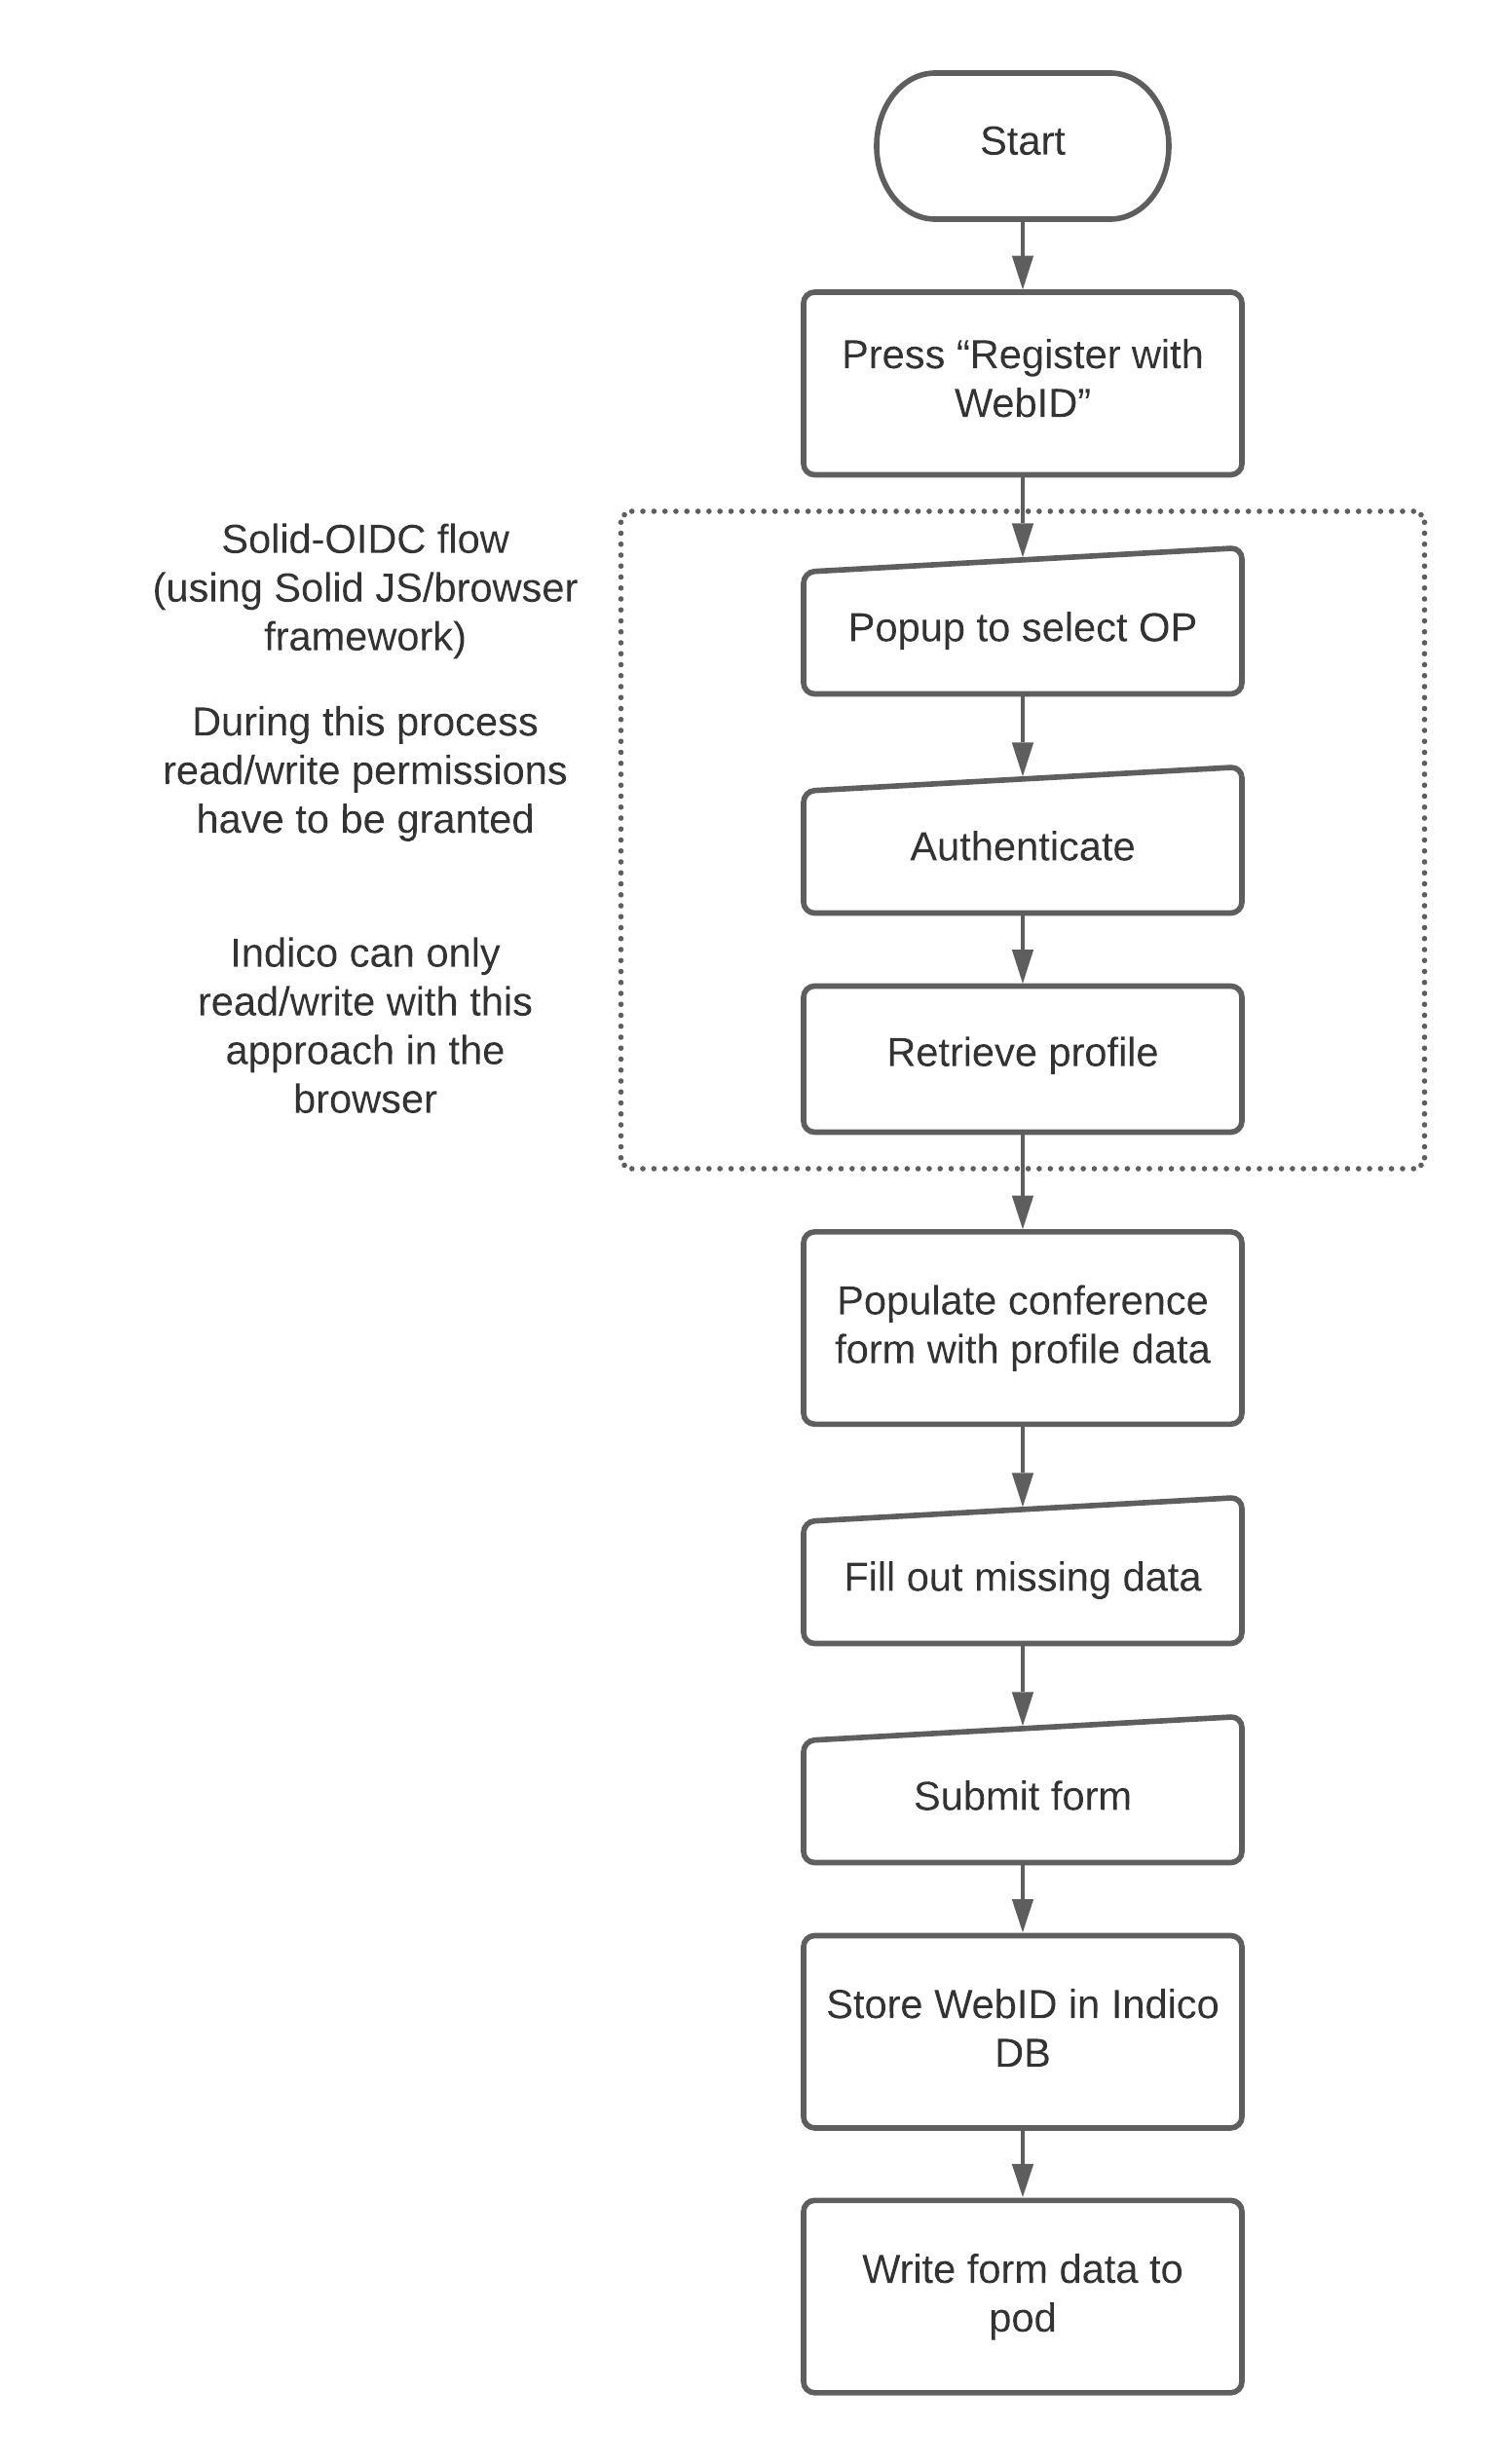 Start
Press “Register with
WebID”
Solid-OIDC flow
(using Solid JS/browser
framework)
During this process
read/write permissions
have to be granted
Indico can only
read/write with this
approach in the
browser
Popup to select OP
Authenticate
Retrieve profile
Populate conference
form with profile data
Fill out missing data
Submit form
Store WebID in Indico
DB
Write form data to
pod